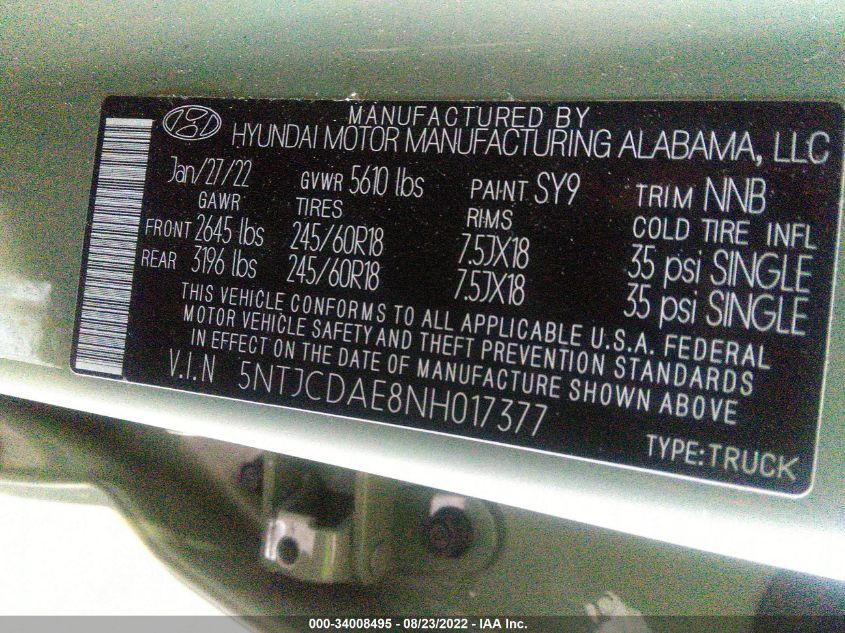 MANUFACTURED BY
HYUNDAI MOTOR MANUFACTURING ALABAMA, LLC
Jan/27/22 GVWR 5610 lbs PAINT SY9 TRIM NNB
GAWR TIRES RIMS COLD TIRE INFL
FRONT 2645 lbs 245/60R18 7.5JX18 35 psi SINGLE
REAR 3196 lbs 245/60R18 7.5JX18 35 psi SINGLE
THIS VEHICLE CONFORMS TO ALL APPLICABLE U.S.A. FEDERAL
MOTOR VEHICLE SAFETY AND THEFT PREVENTION STANDARDS
IN EFFECT ON THE DATE OF MANUFACTURE SHOWN ABOVE
V.I.N 5NTJCDAE8NH017377
TYPE:TRUCK
000-34008495 - 08/23/2022 - IAA Inc.